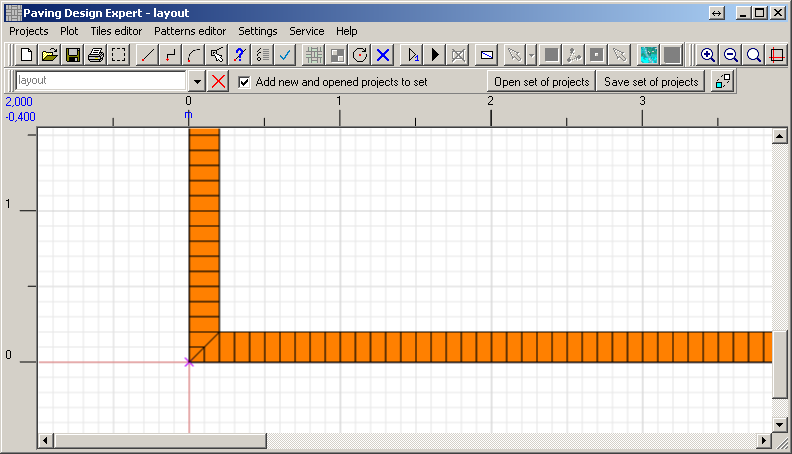 Paving Design Expert - layout
Projects Plot Tiles editor Patterns editor Settings Service Help
layout Add new and opened projects to set Open set of projects Save set of projects
2,000 0 1 2 3
-0,400 m
1
0